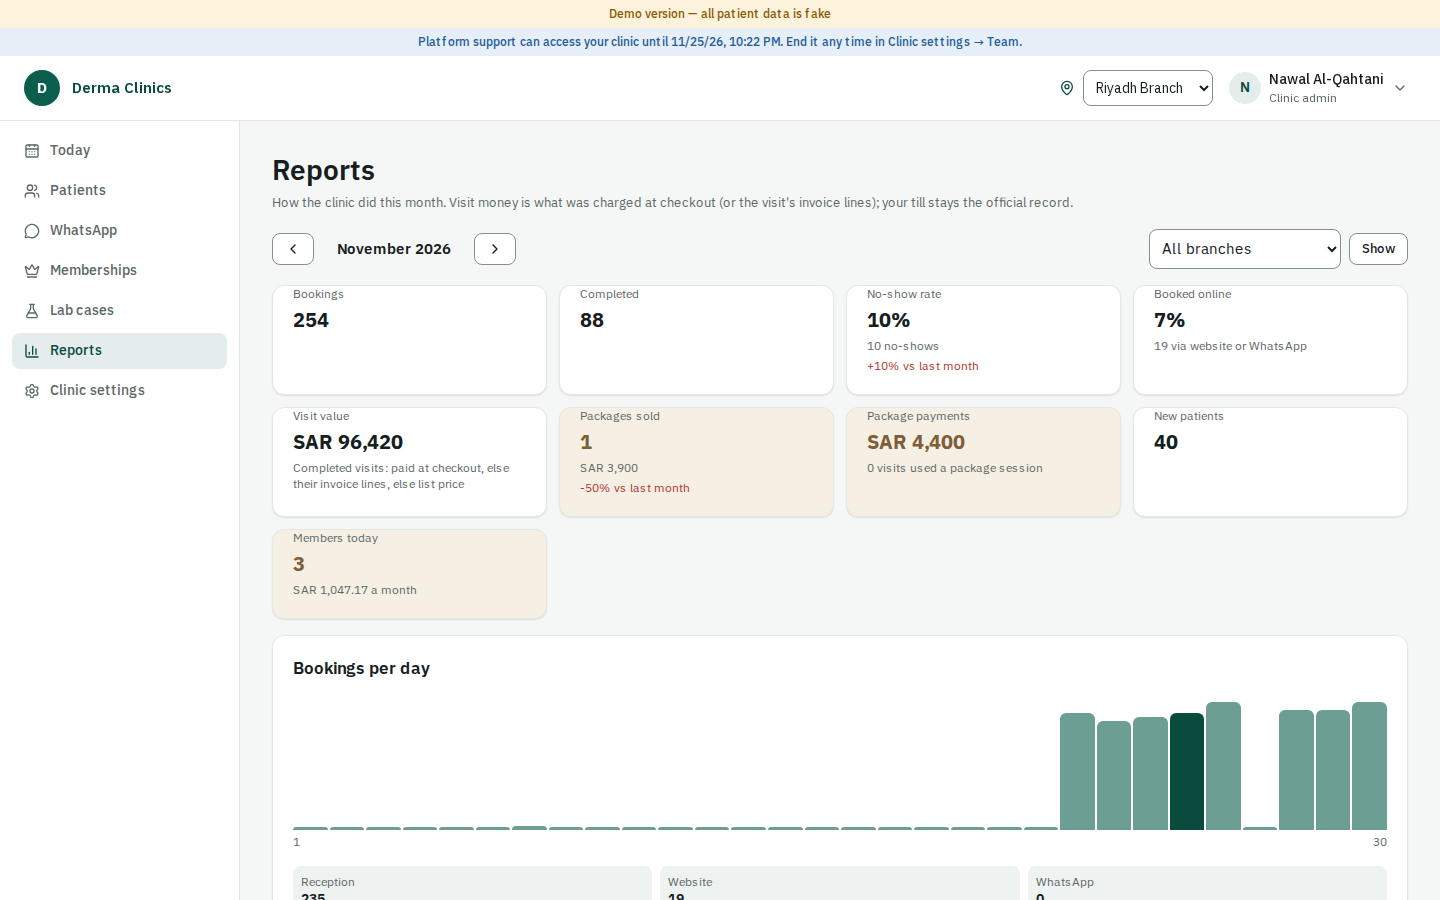 Demo version — all patient data is fake
Platform support can access your clinic until 11/25/26, 10:22 PM. End it any time in Clinic settings → Team.
D
Derma Clinics
Riyadh Branch
N
Nawal Al-Qahtani
Clinic admin
Today
Patients
WhatsApp
Memberships
Lab cases
Reports
Clinic settings
Reports
How the clinic did this month. Visit money is what was charged at checkout (or the visit's invoice lines); your till stays the official record.
November 2026
All branches
Show
Bookings
254
Completed
88
No-show rate
10%
10 no-shows
+10% vs last month
Booked online
7%
19 via website or WhatsApp
Visit value
SAR 96,420
Completed visits: paid at checkout, else
their invoice lines, else list price
Packages sold
1
SAR 3,900
-50% vs last month
Package payments
SAR 4,400
0 visits used a package session
New patients
40
Members today
3
SAR 1,047.17 a month
Bookings per day
1
30
Reception
235
Website
19
WhatsApp
0